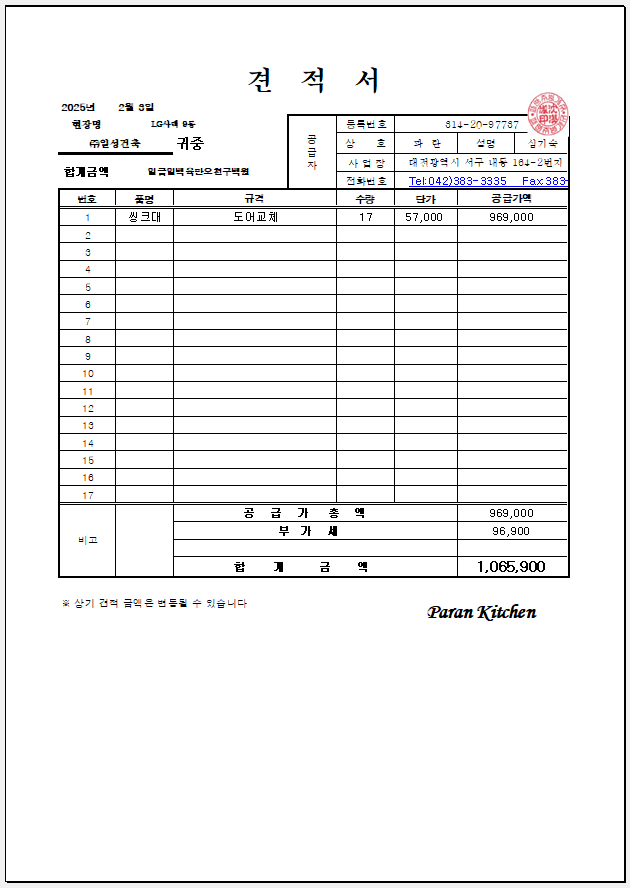 견 적 서
2025년 2월 3일
현장명 LG사택 9동
㈜일성건축 귀중
합계금액 일금일백육만오천구백원
공급자
등록번호 314-20-97787
상 호 파 란 설명 심기숙
사 업 장 대전광역시 서구 내동 164-2번지
전화번호 Tel:042)383-3335 Fax383-
번호 품명 규격 수량 단가 공급가액
1 씽크대 도어교체 17 57,000 969,000
2
3
4
5
6
7
8
9
10
11
12
13
14
15
16
17
공 급 가 총 액 969,000
부 가 세 96,900
비고
합 계 금 액 1,065,900
※ 상기 견적 금액은 변동될 수 있습니다
Paran Kitchen